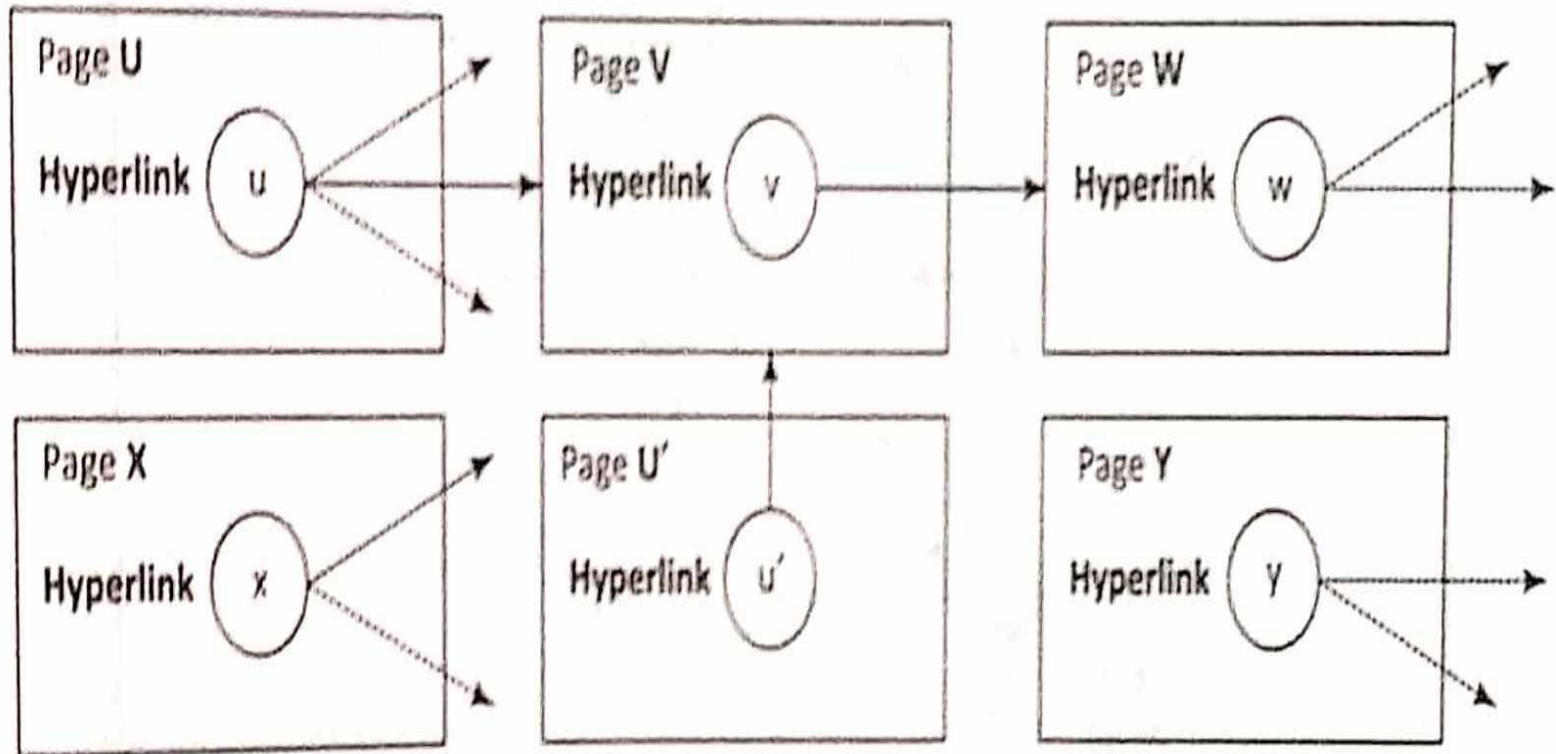 Page U
Hyperlink u
Page V
Hyperlink v
Page W
Hyperlink w
Page X
Hyperlink x
Page U′
Hyperlink u′
Page Y
Hyperlink y